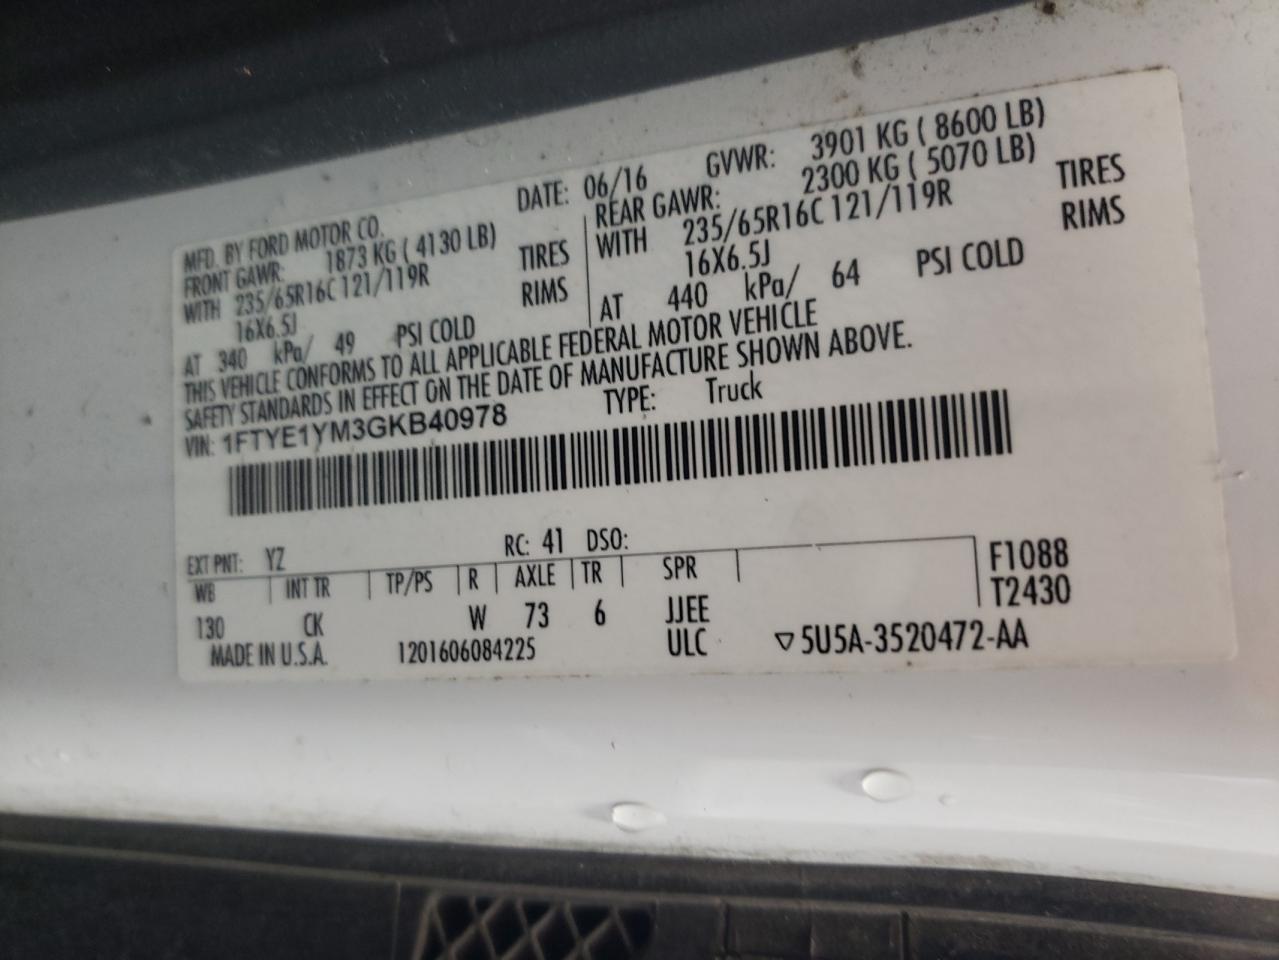 DATE: 06/16 GVWR: 3901 KG ( 8600 LB)
MFD. BY FORD MOTOR CO.
FRONT GAWR: 1873 KG ( 4130 LB)
WITH 235/65R16C 121/119R TIRES
16X6.5J RIMS
AT 340 kPa/ 49 PSI COLD
REAR GAWR: 2300 KG ( 5070 LB)
WITH 235/65R16C 121/119R TIRES
16X6.5J RIMS
AT 440 kPa/ 64 PSI COLD
THIS VEHICLE CONFORMS TO ALL APPLICABLE FEDERAL MOTOR VEHICLE
SAFETY STANDARDS IN EFFECT ON THE DATE OF MANUFACTURE SHOWN ABOVE.
VIN: 1FTYE1YM3GKB40978 TYPE: Truck
EXT PNT: YZ RC: 41 DSO:
WB INT TR TP/PS R AXLE TR SPR F1088
130 CK W 73 6 JJEE T2430
MADE IN U.S.A. 1201606084225 ULC ▽5U5A-3520472-AA